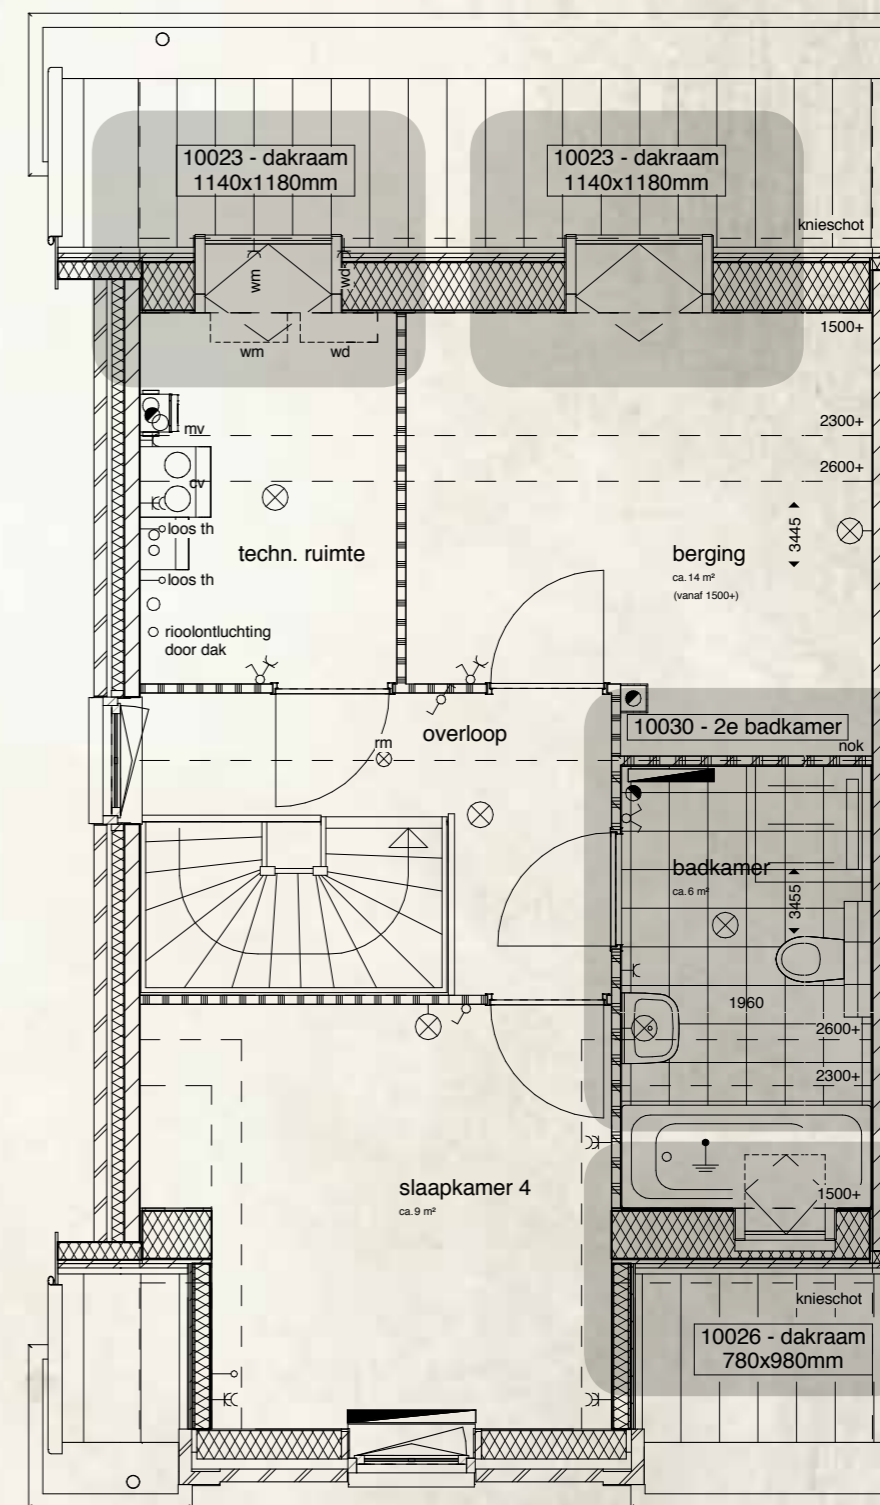 10023 - dakraam
1140x1180mm
10023 - dakraam
1140x1180mm
knieschot
wm
wd
wm
wd
1500+
mv
2300+
cv
2600+
loos th
3445
techn. ruimte
berging
ca. 14 m²
(vanaf 1500+)
loos th
rioolontluchting
door dak
10030 - 2e badkamer
overloop
rm
nok
badkamer
ca. 6 m²
3455
1960
2600+
2300+
slaapkamer 4
ca. 9 m²
1500+
knieschot
10026 - dakraam
780x980mm